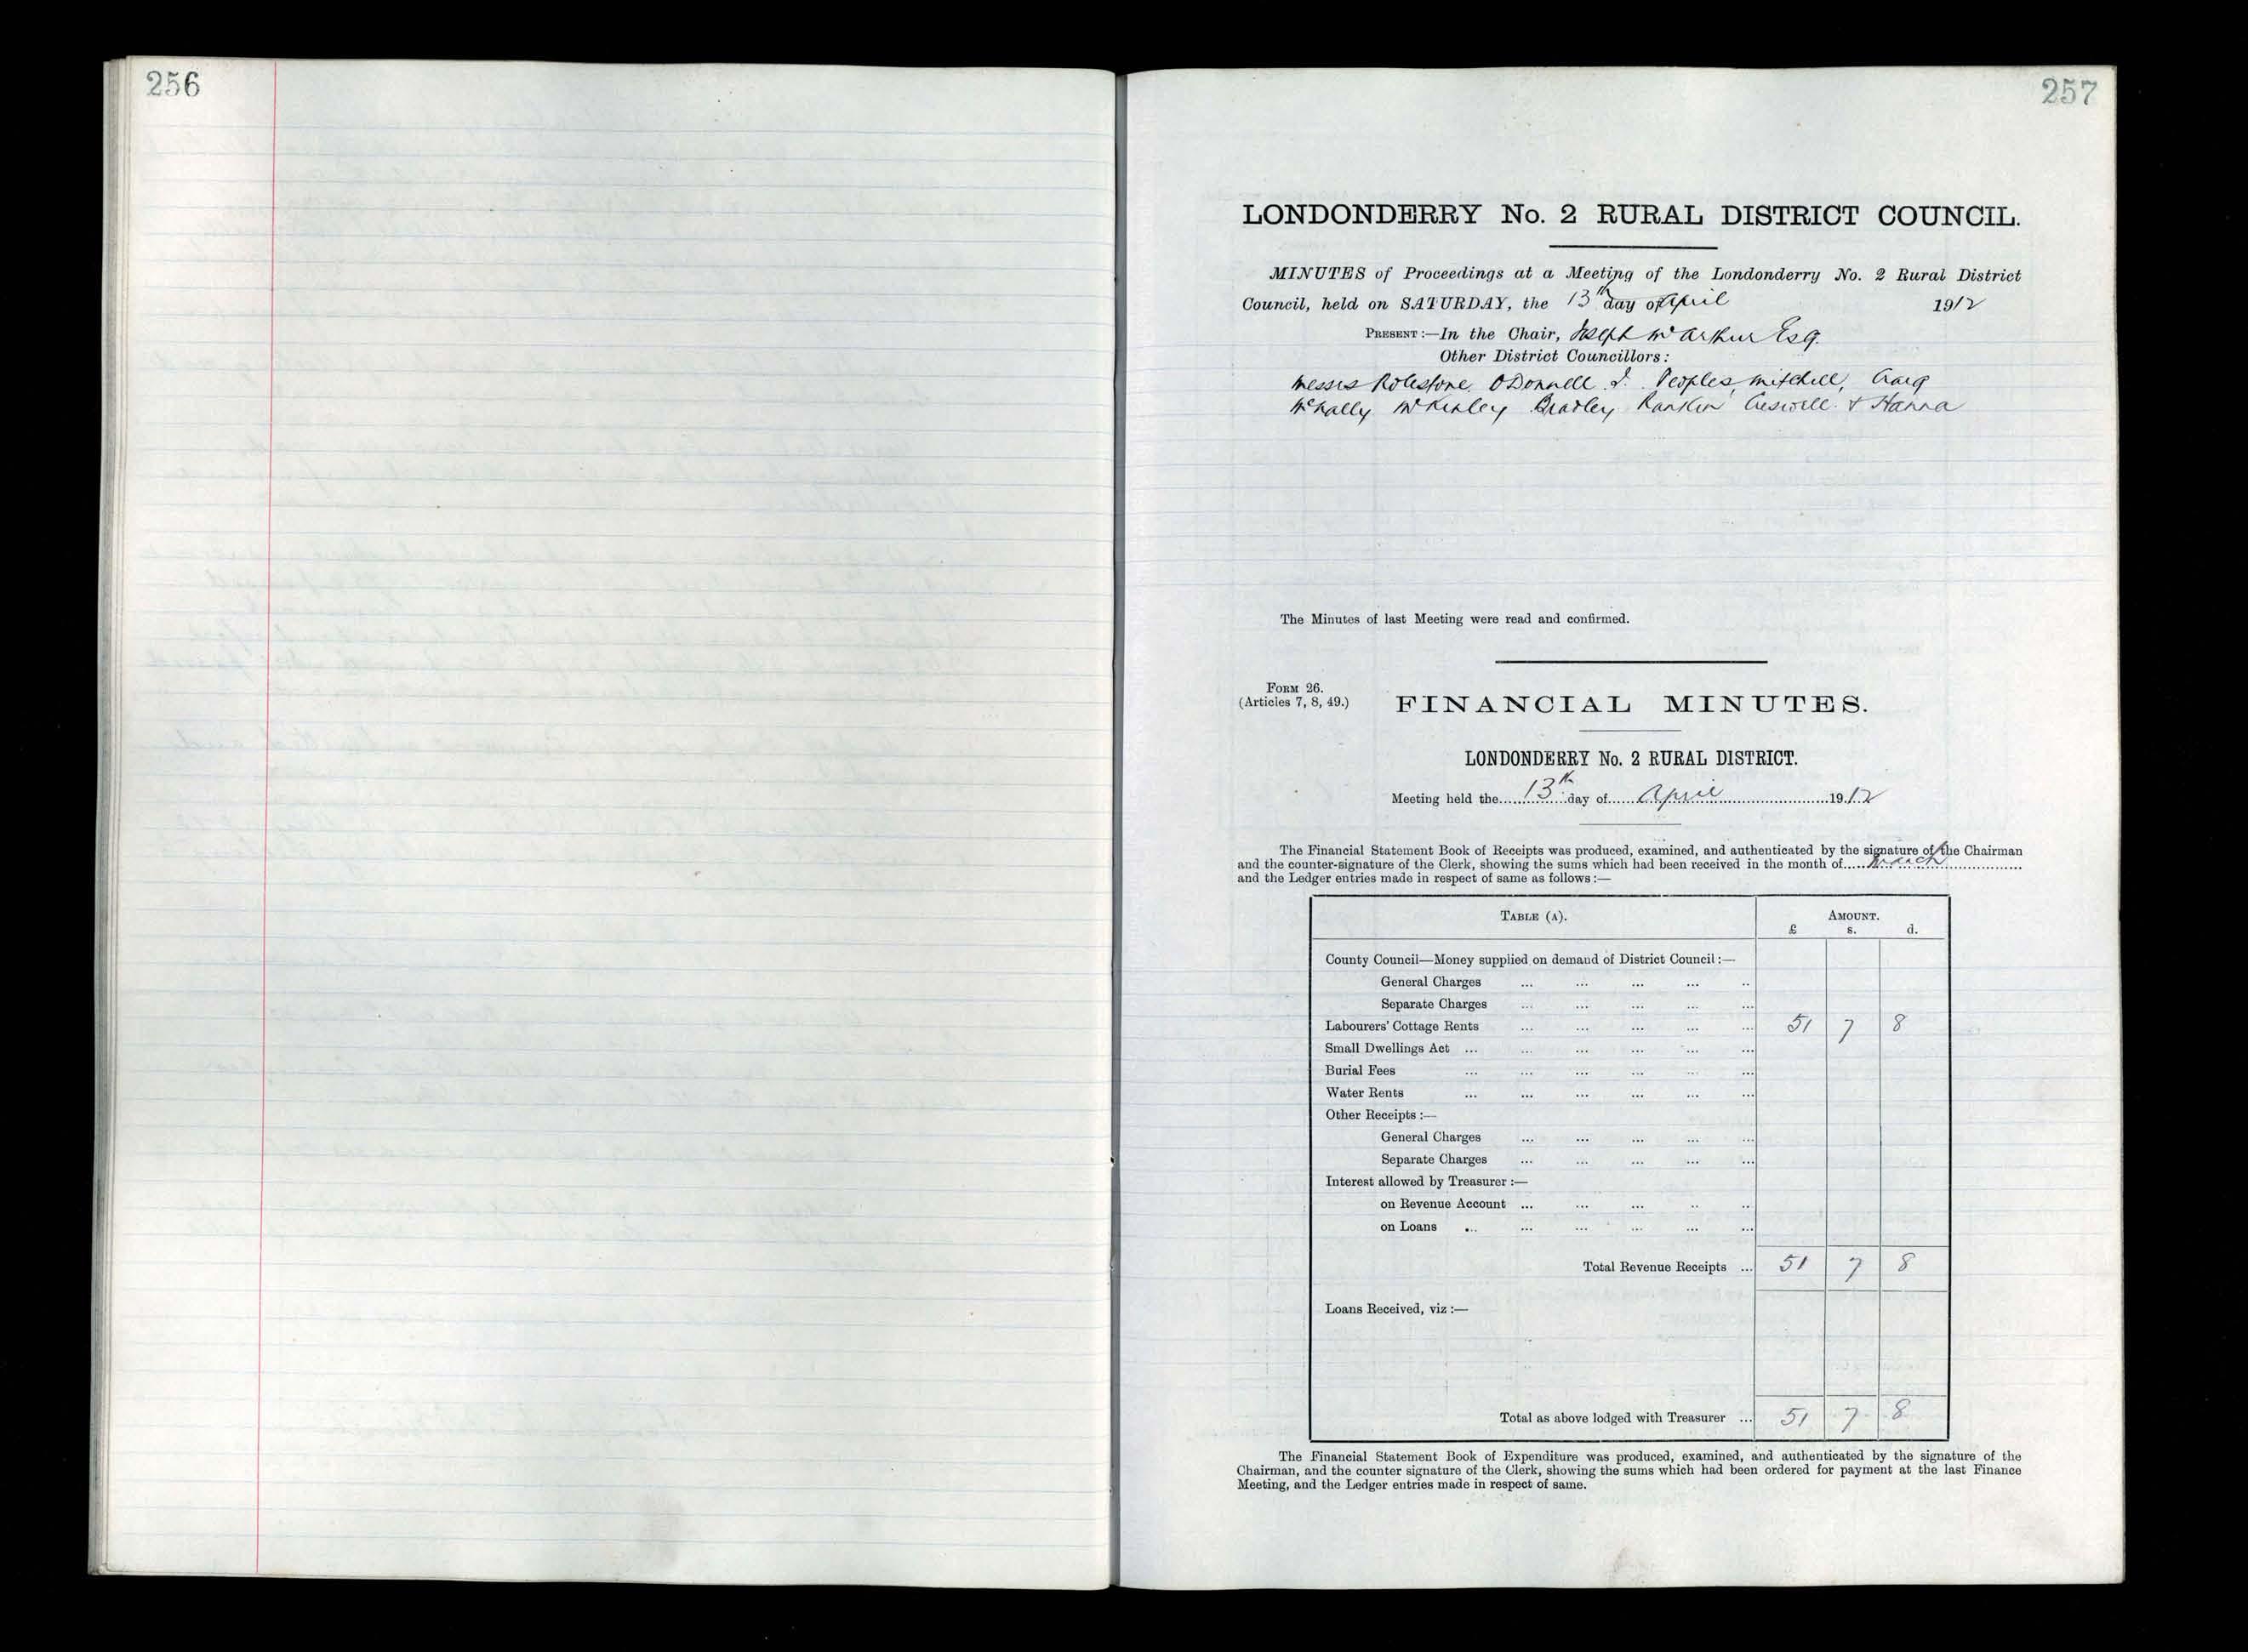 256
257
LONDONDERRY No. 2 RURAL DISTRICT COUNCIL.
MINUTES of Proceedings at a Meeting of the Londonderry No. 2 Rural District
Council, held on SATURDAY, the 13th day of April 1912
PRESENT :—In the Chair, Joseph McArthur Esq.
Other District Councillors :
Messrs Rolestone, O'Donnell, J. Peoples, Mitchell, Craig
McNally McKinley Bradley, Rankin Creswell & Hanna
The Minutes of last Meeting were read and confirmed.
FORM 26.
(Articles 7, 8, 49.)
FINANCIAL MINUTES.
LONDONDERRY No. 2 RURAL DISTRICT.
Meeting held the 13th day of April 1912
The Financial Statement Book of Receipts was produced, examined, and authenticated by the signature of the Chairman
and the counter-signature of the Clerk, showing the sums which had been received in the month of March
and the Ledger entries made in respect of same as follows :—
TABLE (A). AMOUNT.
£ s. d.
County Council—Money supplied on demand of District Council :—
General Charges ... ... ... ... ..
Separate Charges ... ... ... ... ...
Labourers' Cottage Rents ... ... ... ... ... 51 7 8
Small Dwellings Act ... ... ... ... ... ...
Burial Fees ... ... ... ... ... ...
Water Rents ... ... ... ... ... ...
Other Receipts :—
General Charges ... ... ... ... ...
Separate Charges ... ... ... ... ...
Interest allowed by Treasurer :—
on Revenue Account ... ... ... .. ..
on Loans ... ... ... ... ... ...
Total Revenue Receipts ... 51 7 8
Loans Received, viz :—
Total as above lodged with Treasurer ... 51 7 8
The Financial Statement Book of Expenditure was produced, examined, and authenticated by the signature of the
Chairman, and the counter signature of the Clerk, showing the sums which had been ordered for payment at the last Finance
Meeting, and the Ledger entries made in respect of same.